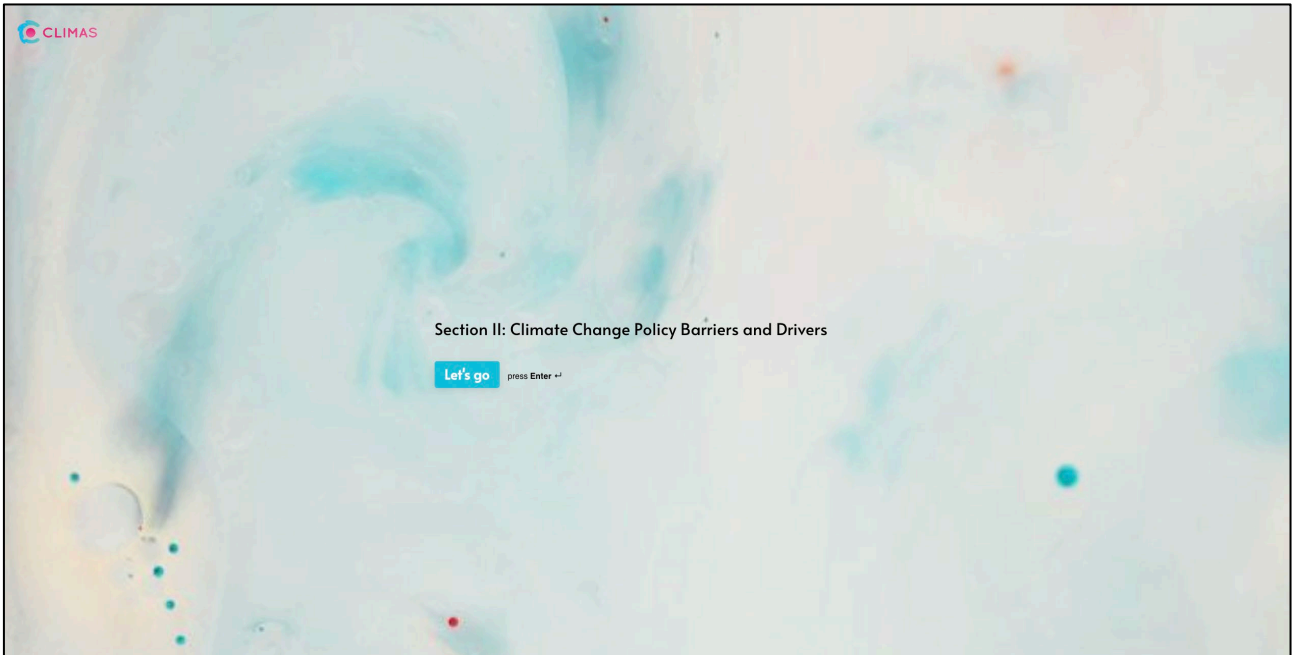 CLIMAS
Section II: Climate Change Policy Barriers and Drivers
Let's go press Enter ↵